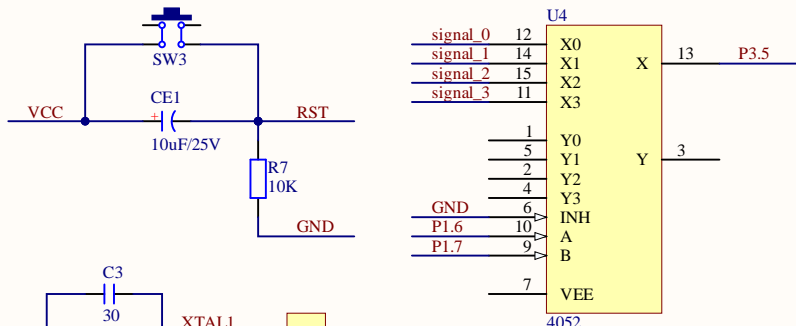 SW3
CE1
VCC
+
RST
10uF/25V
R7
10K
GND
C3
30
XTAL1
U4
signal_0 12 X0
signal_1 14 X1
signal_2 15 X2
signal_3 11 X3
X 13 P3.5
1 Y0
5 Y1
2 Y2
4 Y3
Y 3
GND 6 INH
P1.6 10 A
P1.7 9 B
7 VEE
4052